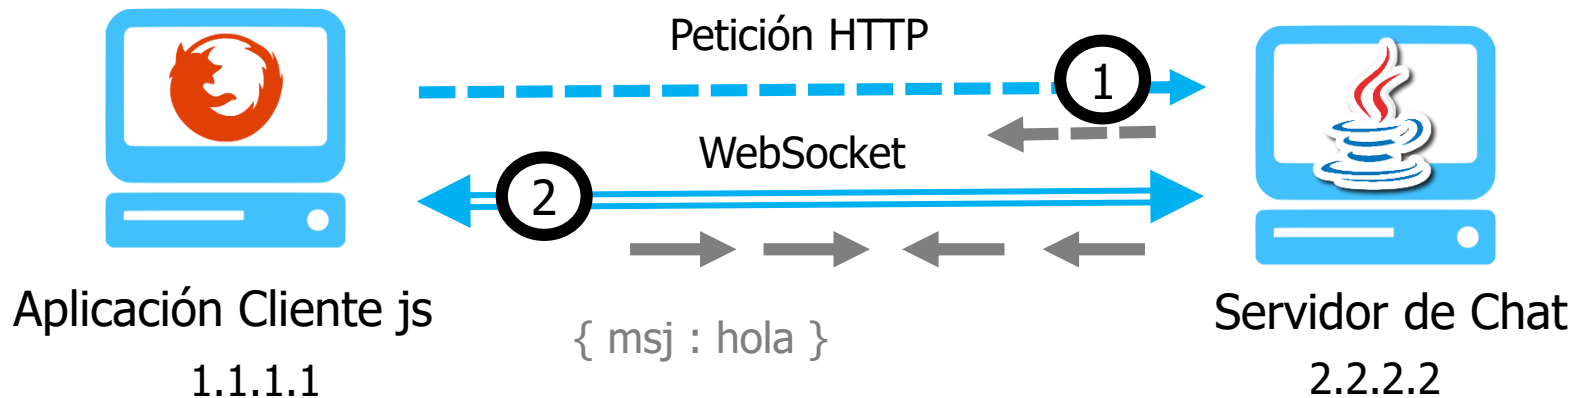 Petición HTTP
1
WebSocket
2
Aplicación Cliente js
1.1.1.1
{ msj : hola }
Servidor de Chat
2.2.2.2